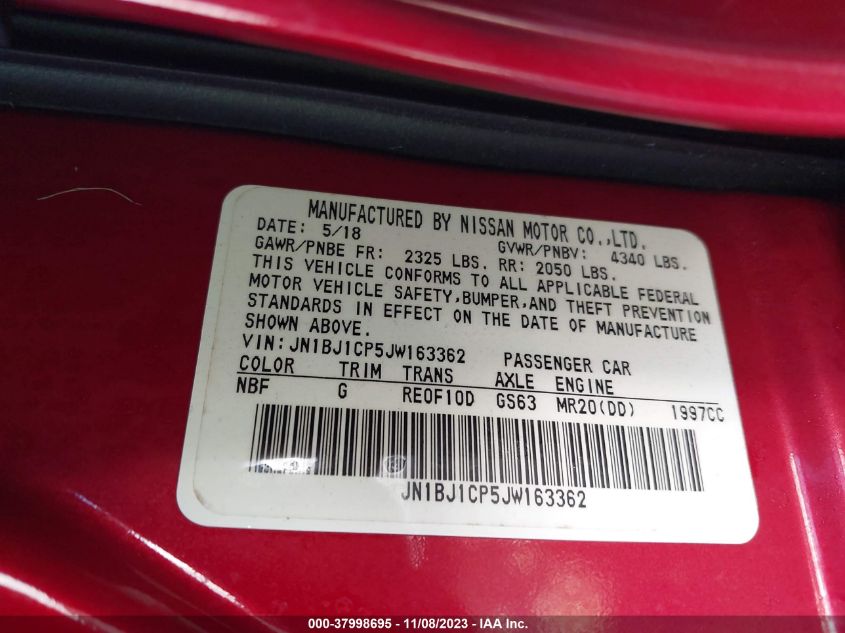 MANUFACTURED BY NISSAN MOTOR CO.,LTD.
DATE: 5/18 GVWR/PNBV: 4340 LBS.
GAWR/PNBE FR: 2325 LBS. RR: 2050 LBS.
THIS VEHICLE CONFORMS TO ALL APPLICABLE FEDERAL
MOTOR VEHICLE SAFETY,BUMPER,AND THEFT PREVENTION
STANDARDS IN EFFECT ON THE DATE OF MANUFACTURE
SHOWN ABOVE.
VIN: JN1BJ1CP5JW163362 PASSENGER CAR
COLOR TRIM TRANS AXLE ENGINE
NBF G RE0F10D GS63 MR20(DD) 1997CC
JN1BJ1CP5JW163362
000-37998695 - 11/08/2023 - IAA Inc.